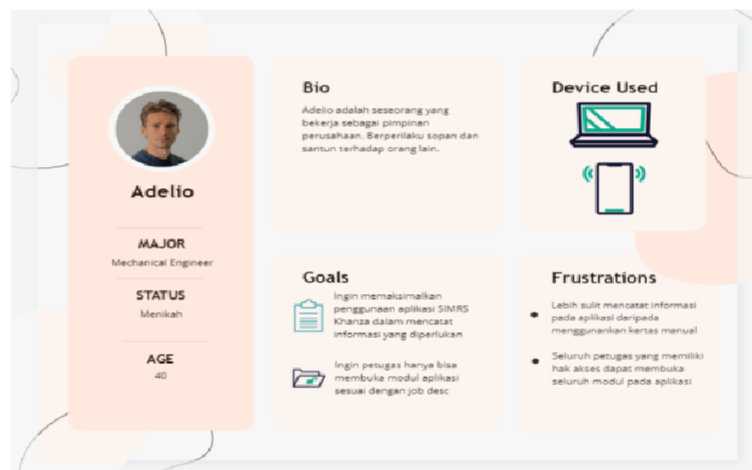 Adelio
MAJOR
Mechanical Engineer
STATUS
Menikah
AGE
40
Bio
Adelio adalah seseorang yang
bekerja sebagai pimpinan
perusahaan. Berperilaku sopan dan
santun terhadap orang lain.
Device Used
Goals
Ingin memaksimalkan
penggunaan aplikasi SIMRS
Khanza dalam mencatat
informasi yang diperlukan
Ingin petugas hanya bisa
membuka modul aplikasi
sesuai dengan job desc
Frustrations
Lebih sulit mencatat informasi
pada aplikasi daripada
menggunankan kertas manual
Seluruh petugas yang memiliki
hak akses dapat membuka
seluruh modul pada aplikasi